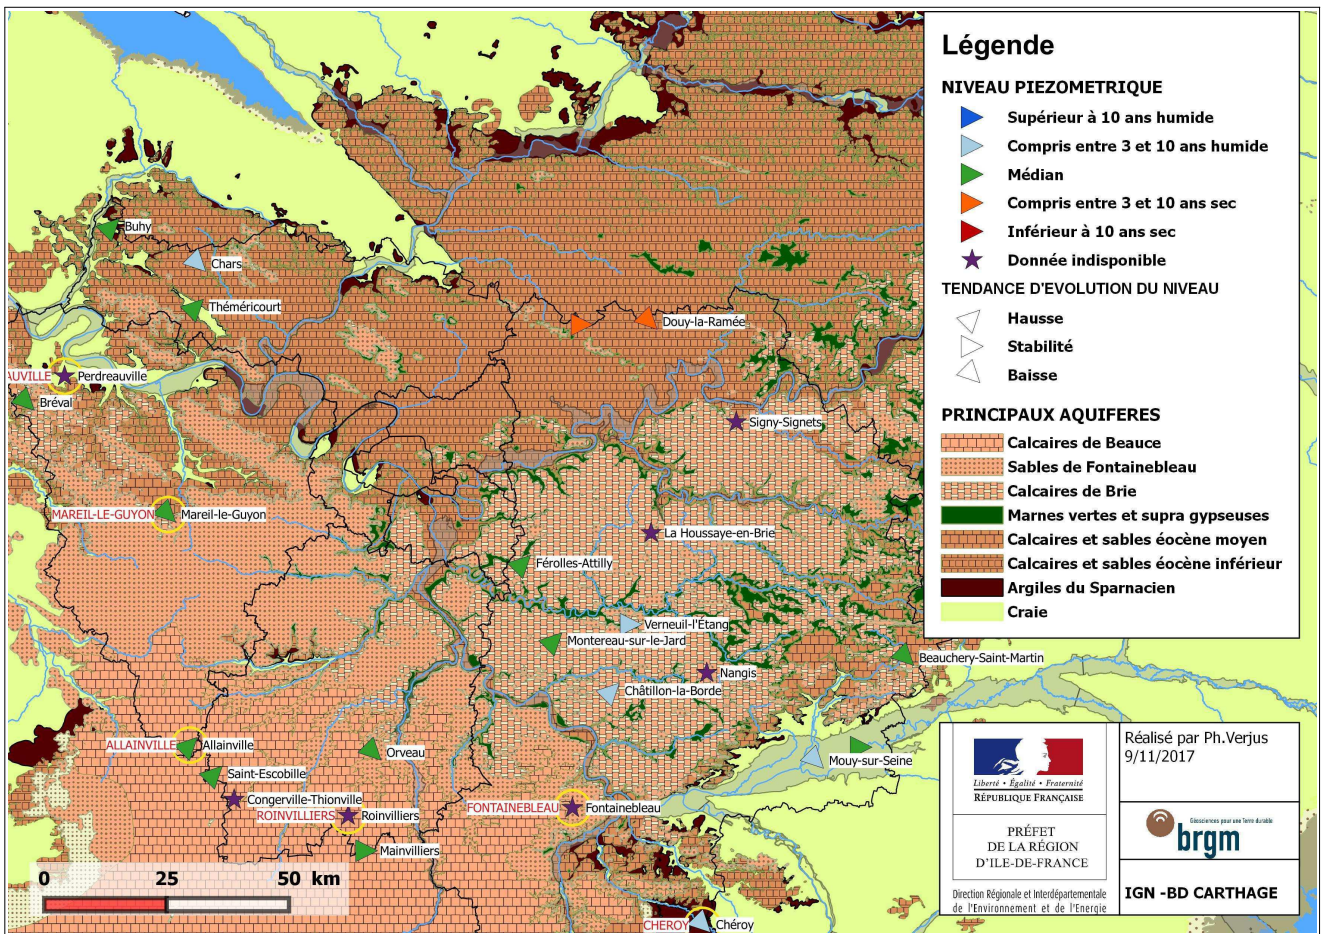 Légende
NIVEAU PIEZOMETRIQUE
Supérieur à 10 ans humide
Compris entre 3 et 10 ans humide
Médian
Compris entre 3 et 10 ans sec
Inférieur à 10 ans sec
Donnée indisponible
TENDANCE D'EVOLUTION DU NIVEAU
Hausse
Stabilité
Baisse
PRINCIPAUX AQUIFERES
Calcaires de Beauce
Sables de Fontainebleau
Calcaires de Brie
Marnes vertes et supra gypseuses
Calcaires et sables éocène moyen
Calcaires et sables éocène inférieur
Argiles du Sparnacien
Craie
Buhy
Chars
Théméricourt
Douy-la-Ramée
AUVILLE
Perdreauville
Bréval
Signy-Signets
MAREIL-LE-GUYON
Mareil-le-Guyon
La Houssaye-en-Brie
Férolles-Attilly
Verneuil-l'Étang
Montereau-sur-le-Jard
Beauchery-Saint-Martin
Nangis
Châtillon-la-Borde
ALLAINVILLE
Allainville
Orveau
Mouy-sur-Seine
Saint-Escobille
Congerville-Thionville
ROINVILLIERS
Roinvilliers
FONTAINEBLEAU
Fontainebleau
Mainvilliers
CHEROY
Chéroy
0 25 50 km
Liberté • Égalité • Fraternité
RÉPUBLIQUE FRANÇAISE
PRÉFET
DE LA RÉGION
D'ILE-DE-FRANCE
Direction Régionale et Interdépartementale
de l'Environnement et de l'Energie
Réalisé par Ph.Verjus
9/11/2017
Géosciences pour une Terre durable
brgm
IGN -BD CARTHAGE